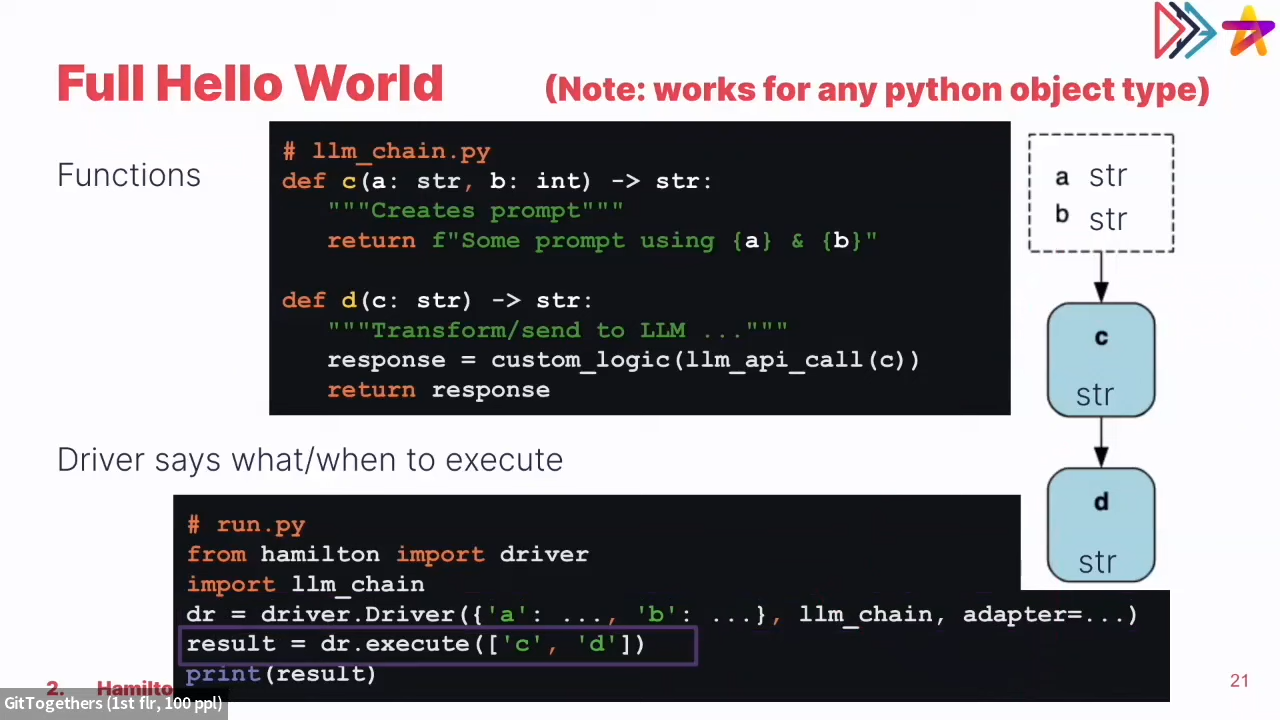 Full Hello World
(Note: works for any python object type)
Functions
# llm_chain.py
def c(a: str, b: int) -> str:
"""Creates prompt"""
return f"Some prompt using {a} & {b}"
def d(c: str) -> str:
"""Transform/send to LLM ..."""
response = custom_logic(llm_api_call(c))
return response
a str
b str
c
str
d
str
Driver says what/when to execute
# run.py
from hamilton import driver
import llm_chain
dr = driver.Driver({'a': ..., 'b': ...}, llm_chain, adapter=...)
result = dr.execute(['c', 'd'])
print(result)
2. Hamilto
21
GitTogethers (1st flr, 100 ppl)